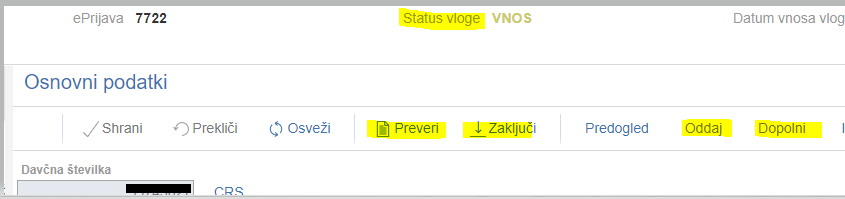 ePrijava 7722 Status vloge VNOS Datum vnosa vlog
Osnovni podatki
Shrani Prekliči Osveži Preveri Zaključi Predogled Oddaj Dopolni
Davčna številka
CRS